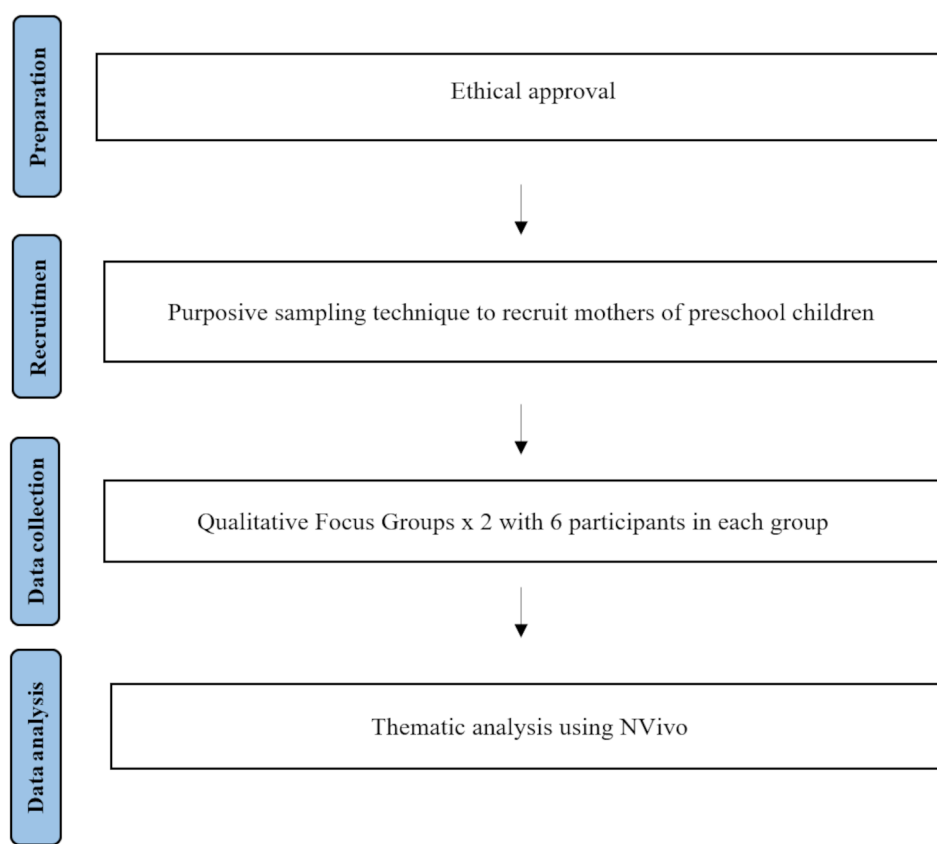 Preparation
Ethical approval
Recruitmen
Purposive sampling technique to recruit mothers of preschool children
Data collection
Qualitative Focus Groups x 2 with 6 participants in each group
Data analysis
Thematic analysis using NVivo